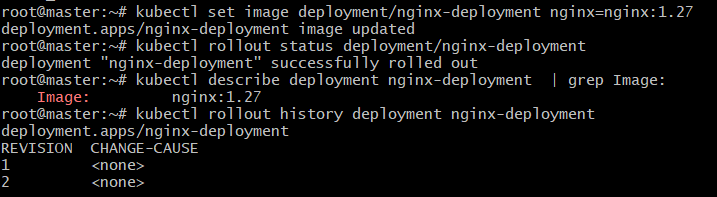 root@master:~# kubectl set image deployment/nginx-deployment nginx=nginx:1.27
deployment.apps/nginx-deployment image updated
root@master:~# kubectl rollout status deployment/nginx-deployment
deployment "nginx-deployment" successfully rolled out
root@master:~# kubectl describe deployment nginx-deployment  | grep Image:
    Image:         nginx:1.27
root@master:~# kubectl rollout history deployment nginx-deployment
deployment.apps/nginx-deployment
REVISION  CHANGE-CAUSE
1         <none>
2         <none>